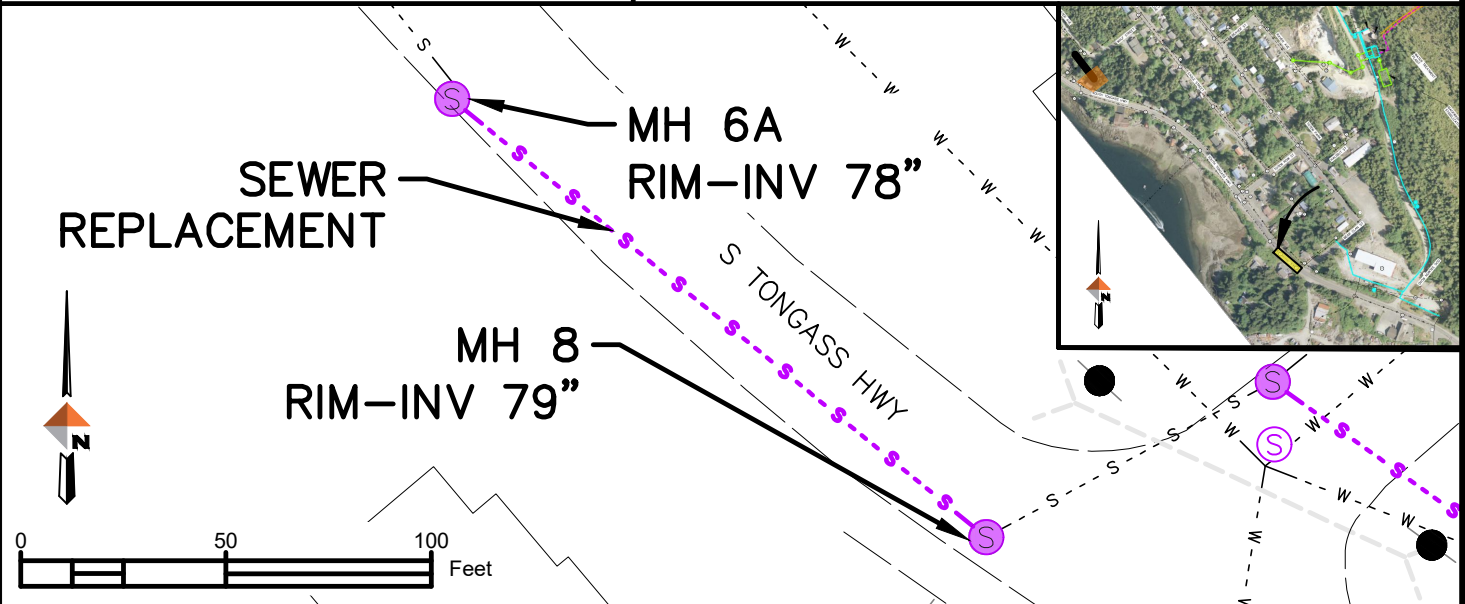 S
S
MH 6A
RIM-INV 78”
SEWER
REPLACEMENT
S S S S S S S S S
W W W W W
S TONGASS HWY
MH 8
RIM-INV 79”
S
N
N
S S S
S
S
S S S
W W W W W W W W
0 50 100
Feet